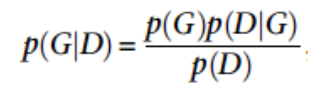 p(G|D) = p(G)p(D|G) / p(D)